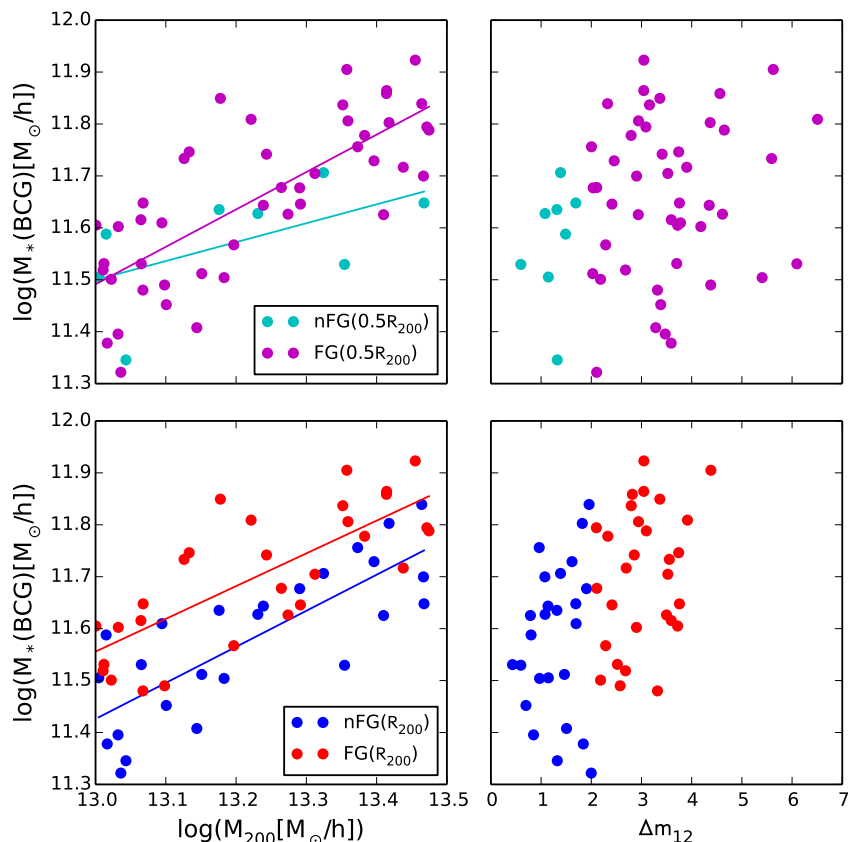 12.0
11.9
11.8
11.7
11.6
11.5
11.4
11.3
log(M*(BCG)[M⊙/h])
nFG(0.5R200)
FG(0.5R200)
12.0
11.9
11.8
11.7
11.6
11.5
11.4
11.3
log(M*(BCG)[M⊙/h])
nFG(R200)
FG(R200)
13.0 13.1 13.2 13.3 13.4 13.5
0 1 2 3 4 5 6 7
log(M200[M⊙/h])
Δm12